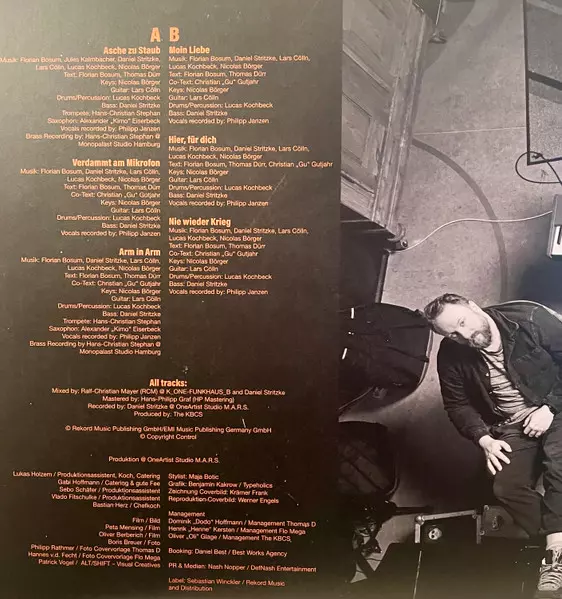 A
Asche zu Staub
Musik: Florian Bosum, Jules Kalmbacher, Daniel Stritzke,
Lars Cölln, Lucas Kochbeck, Nicolas Börger
Text: Florian Bosum, Thomas Dürr
Keys: Nicolas Börger
Guitar: Lars Cölln
Drums/Percussion: Lucas Kochbeck
Bass: Daniel Stritzke
Trompete: Hans-Christian Stephan
Saxophon: Alexander „Kimo" Eiserbeck
Vocals recorded by: Philipp Janzen
Brass Recording by: Hans-Christian Stephan @
Monopalast Studio Hamburg
Verdammt am Mikrofon
Musik: Florian Bosum, Daniel Stritzke, Lars Cölln,
Lucas Kochbeck, Nicolas Börger
Text: Florian Bosum, Thomas Dürr
Co-Text: Christian „Gu" Gutjahr
Keys: Nicolas Börger
Guitar: Lars Cölln
Drums/Percussion: Lucas Kochbeck
Bass: Daniel Stritzke
Vocals recorded by: Philipp Janzen
Arm in Arm
Musik: Florian Bosum, Daniel Stritzke, Lars Cölln,
Lucas Kochbeck, Nicolas Börger
Text: Florian Bosum, Thomas Dürr
Co-Text: Christian „Gu" Gutjahr
Keys: Nicolas Börger
Guitar: Lars Cölln
Drums/Percussion: Lucas Kochbeck
Bass: Daniel Stritzke
Trompete: Hans-Christian Stephan
Saxophon: Alexander „Kimo" Eiserbeck
Vocals recorded by: Philipp Janzen
Brass Recording by Hans-Christian Stephan @
Monopalast Studio Hamburg
B
Moin Liebe
Musik: Florian Bosum, Daniel Stritzke, Lars Cölln,
Lucas Kochbeck, Nicolas Börger
Text: Florian Bosum, Thomas Dürr
Co-Text: Christian „Gu" Gutjahr
Keys: Nicolas Börger
Guitar: Lars Cölln
Drums/Percussion: Lucas Kochbeck
Bass: Daniel Stritzke
Vocals recorded by: Philipp Janzen
Hier, für dich
Musik: Florian Bosum, Daniel Stritzke, Lars Cölln,
Lucas Kochbeck, Nicolas Börger
Text: Florian Bosum, Thomas Dürr, Christian „Gu" Gutjahr
Keys: Nicolas Börger
Guitar: Lars Cölln
Drums/Percussion: Lucas Kochbeck
Bass: Daniel Stritzke
Nie wieder Krieg
Musik: Florian Bosum, Daniel Stritzke, Lars Cölln,
Lucas Kochbeck, Nicolas Börger
Text: Florian Bosum, Thomas Dürr
Co-Text: Christian „Gu" Gutjahr
Keys: Nicolas Börger
Guitar: Lars Cölln
Drums/Percussion: Lucas Kochbeck
Bass: Daniel Stritzke
Vocals recorded by: Philipp Janzen
All tracks:
Mixed by: Ralf-Christian Mayer (RCM) @ K_ONE-FUNKHAUS_B and Daniel Stritzke
Mastered by: Hans-Philipp Graf (HP Mastering)
Recorded by: Daniel Stritzke @ OneArtist Studio M.A.R.S.
Produced by: The KBCS
℗ Rekord Music Publishing GmbH/EMI Music Publishing Germany GmbH
© Copyright Control
Produktion @ OneArtist Studio M.A.R.S.
Lukas Holzem / Produktionsassistent, Koch, Catering
Gabi Hoffmann / Catering & gute Fee
Sebo Schäfer / Produktionsassistent
Vlado Flitschulke / Produktionsassistent
Bastian Herz / Chefkoch
Film / Bild
Peta Mensing / Film
Oliver Berberich / Film
Boris Breuer / Foto
Philipp Rathmer / Foto Covervorlage Thomas D
Hannes v.d. Fecht / Foto Covervorlage Flo Mega
Patrick Vogel / ALT/SHIFT – Visual Creatives
Stylist: Maja Botic
Grafik: Benjamin Kakrow / Typeholics
Zeichnung Coverbild: Krämer Frank
Reproduktion-Coverbild: Werner Engels
Management
Dominik „Dodo" Hoffmann / Management Thomas D
Henrik „Henne" Kersten / Management Flo Mega
Oliver „Oli" Glage / Management The KBCS,
Booking: Daniel Best / Best Works Agency
PR & Medien: Nash Nopper / DefNash Entertainment
Label: Sebastian Winckler / Rekord Music
and Distribution